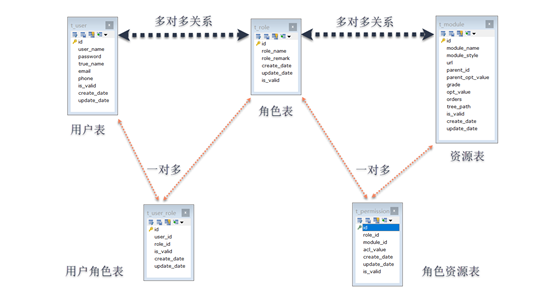 多对多关系
多对多关系
t_user
id
user_name
password
true_name
email
phone
is_valid
create_date
update_date
用户表
t_role
id
role_name
role_remark
create_date
update_date
is_valid
角色表
t_module
id
module_name
module_style
url
parent_id
parent_opt_value
grade
opt_value
orders
tree_path
is_valid
create_date
update_date
资源表
一对多
一对多
t_user_role
id
user_id
role_id
is_valid
create_date
update_date
用户角色表
t_permission
id
role_id
module_id
acl_value
create_date
update_date
is_valid
角色资源表